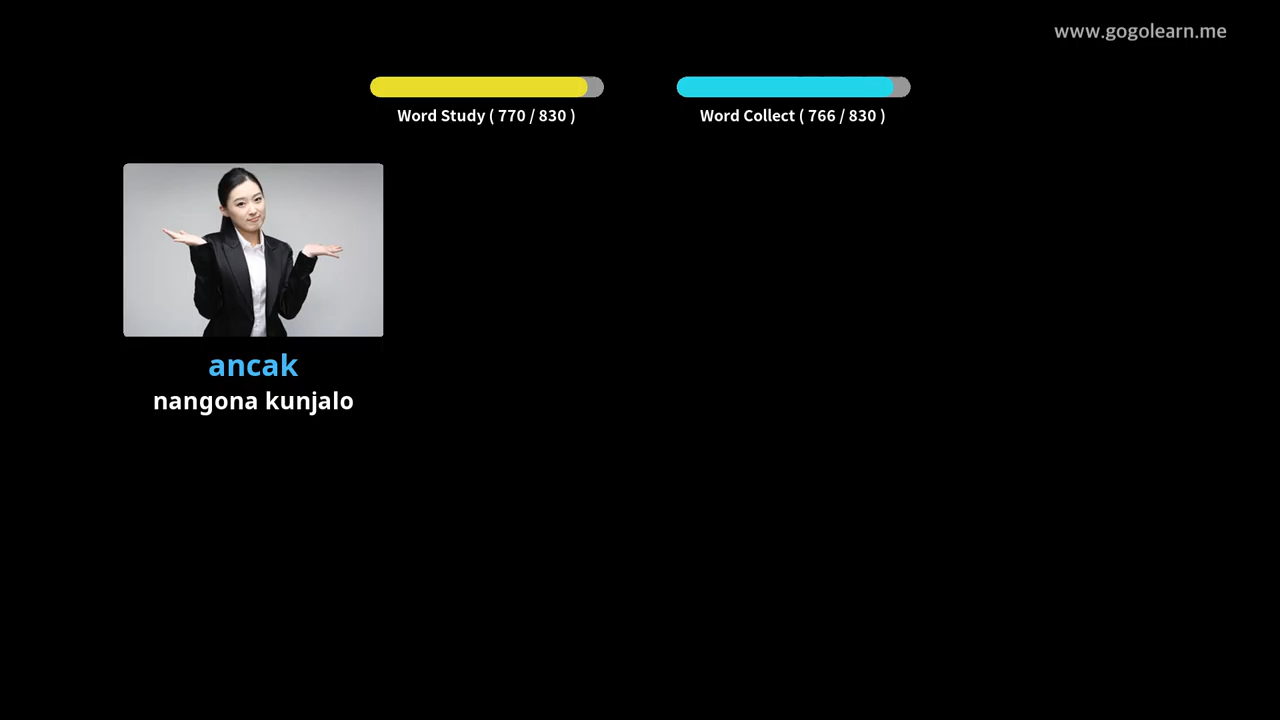 www.gogolearn.me
Word Study ( 770 / 830 )
Word Collect ( 766 / 830 )
ancak
nangona kunjalo